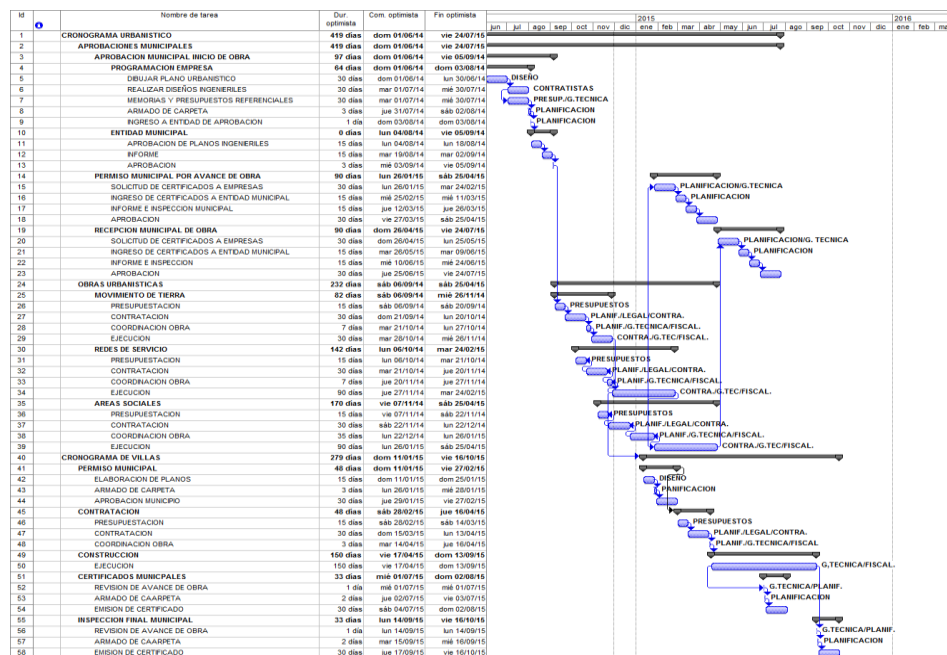 Id Nombre de tarea Dur. optimista Com. optimista Fin optimista 2015 2016
jun jul ago sep oct nov dic ene feb mar abr may jun jul ago sep oct nov dic ene feb ma
1 CRONOGRAMA URBANISTICO 419 días dom 01/06/14 vie 24/07/15
2 APROBACIONES MUNICIPALES 419 días dom 01/06/14 vie 24/07/15
3 APROBACION MUNICIPAL INICIO DE OBRA 97 días dom 01/06/14 vie 05/09/14
4 PROGRAMACION EMPRESA 64 días dom 01/06/14 dom 03/08/14
5 DIBUJAR PLANO URBANISTICO 30 días dom 01/06/14 lun 30/06/14 DISEÑO
6 REALIZAR DISEÑOS INGENIERILES 30 días mar 01/07/14 mié 30/07/14 CONTRATISTAS
7 MEMORIAS Y PRESUPUESTOS REFERENCIALES 30 días mar 01/07/14 mié 30/07/14 PRESUP./G.TECNICA
8 ARMADO DE CARPETA 3 días jue 31/07/14 sáb 02/08/14 PLANIFICACION
9 INGRESO A ENTIDAD DE APROBACION 1 día dom 03/08/14 dom 03/08/14 PLANIFICACION
10 ENTIDAD MUNICIPAL 0 días lun 04/08/14 vie 05/09/14
11 APROBACION DE PLANOS INGENIERILES 15 días lun 04/08/14 lun 18/08/14
12 INFORME 15 días mar 19/08/14 mar 02/09/14
13 APROBACION 3 días mié 03/09/14 vie 05/09/14
14 PERMISO MUNICIPAL POR AVANCE DE OBRA 90 días lun 26/01/15 sáb 25/04/15
15 SOLICITUD DE CERTIFICADOS A EMPRESAS 30 días lun 26/01/15 mar 24/02/15 PLANIFICACION/G.TECNICA
16 INGRESO DE CERTIFICADOS A ENTIDAD MUNICIPAL 15 días mié 25/02/15 mié 11/03/15 PLANIFICACION
17 INFORME E INSPECCION MUNICIPAL 15 días jue 12/03/15 jue 26/03/15
18 APROBACION 30 días vie 27/03/15 sáb 25/04/15
19 RECEPCION MUNICIPAL DE OBRA 90 días dom 26/04/15 vie 24/07/15
20 SOLICITUD DE CERTIFICADOS A EMPRESAS 30 días dom 26/04/15 lun 25/05/15 PLANIFICACION/G. TECNICA
21 INGRESO DE CERTIFICADOS A ENTIDAD MUNICIPAL 15 días mar 26/05/15 mar 09/06/15 PLANIFICACION
22 INFORME E INSPECCION 15 días mié 10/06/15 mié 24/06/15
23 APROBACION 30 días jue 25/06/15 vie 24/07/15
24 OBRAS URBANISTICAS 232 días sáb 06/09/14 sáb 25/04/15
25 MOVIMIENTO DE TIERRA 82 días sáb 06/09/14 mié 26/11/14
26 PRESUPUESTACION 15 días sáb 06/09/14 sáb 20/09/14 PRESUPUESTOS
27 CONTRATACION 30 días dom 21/09/14 lun 20/10/14 PLANIF./LEGAL/CONTRA.
28 COORDINACION OBRA 7 días mar 21/10/14 lun 27/10/14 PLANIF./G.TECNICA/FISCAL.
29 EJECUCION 30 días mar 28/10/14 mié 26/11/14 CONTRA./G.TEC/FISCAL.
30 REDES DE SERVICIO 142 días lun 06/10/14 mar 24/02/15
31 PRESUPUESTACION 15 días lun 06/10/14 mar 21/10/14 PRESUPUESTOS
32 CONTRATACION 30 días mar 21/10/14 jue 20/11/14 PLANIF./LEGAL/CONTRA.
33 COORDINACION OBRA 7 días jue 20/11/14 jue 27/11/14 PLANIF./G.TECNICA/FISCAL.
34 EJECUCION 90 días jue 27/11/14 mar 24/02/15 CONTRA./G.TEC/FISCAL.
35 AREAS SOCIALES 170 días vie 07/11/14 sáb 25/04/15
36 PRESUPUESTACION 15 días vie 07/11/14 sáb 22/11/14 PRESUPUESTOS
37 CONTRATACION 30 días sáb 22/11/14 lun 22/12/14 PLANIF./LEGAL/CONTRA.
38 COORDINACION OBRA 35 días lun 22/12/14 lun 26/01/15 PLANIF./G.TECNICA/FISCAL.
39 EJECUCION 90 días lun 26/01/15 sáb 25/04/15 CONTRA./G.TEC/FISCAL.
40 CRONOGRAMA DE VILLAS 279 días dom 11/01/15 vie 16/10/15
41 PERMISO MUNICIPAL 48 días dom 11/01/15 vie 27/02/15
42 ELABORACION DE PLANOS 15 días dom 11/01/15 dom 25/01/15 DISEÑO
43 ARMADO DE CARPETA 3 días lun 26/01/15 mié 28/01/15 PANIFICACION
44 APROBACION MUNICIPIO 30 días jue 29/01/15 vie 27/02/15
45 CONTRATACION 48 días sáb 28/02/15 jue 16/04/15
46 PRESUPUESTACION 15 días sáb 28/02/15 sáb 14/03/15 PRESUPUESTOS
47 CONTRATACION 30 días dom 15/03/15 lun 13/04/15 PLANIF./LEGAL/CONTRA.
48 COORDINACION OBRA 3 días mar 14/04/15 jue 16/04/15 PLANIF./G.TECNICA/FISCAL
49 CONSTRUCCION 150 días vie 17/04/15 dom 13/09/15
50 EJECUCION 150 días vie 17/04/15 dom 13/09/15 G,TECNICA/FISCAL.
51 CERTIFICADOS MUNICIPALES 33 días mié 01/07/15 dom 02/08/15
52 REVISION DE AVANCE DE OBRA 1 día mié 01/07/15 mié 01/07/15 G.TECNICA/PLANIF.
53 ARMADO DE CAARPETA 2 días jue 02/07/15 vie 03/07/15 PLANIFICACION
54 EMISION DE CERTIFICADO 30 días sáb 04/07/15 dom 02/08/15
55 INSPECCION FINAL MUNICIPAL 33 días lun 14/09/15 vie 16/10/15
56 REVISION DE AVANCE DE OBRA 1 día lun 14/09/15 lun 14/09/15 G.TECNICA/PLANIF.
57 ARMADO DE CAARPETA 2 días mar 15/09/15 mié 16/09/15 PLANIFICACION
58 EMISION DE CERTIFICADO 30 días jue 17/09/15 vie 16/10/15